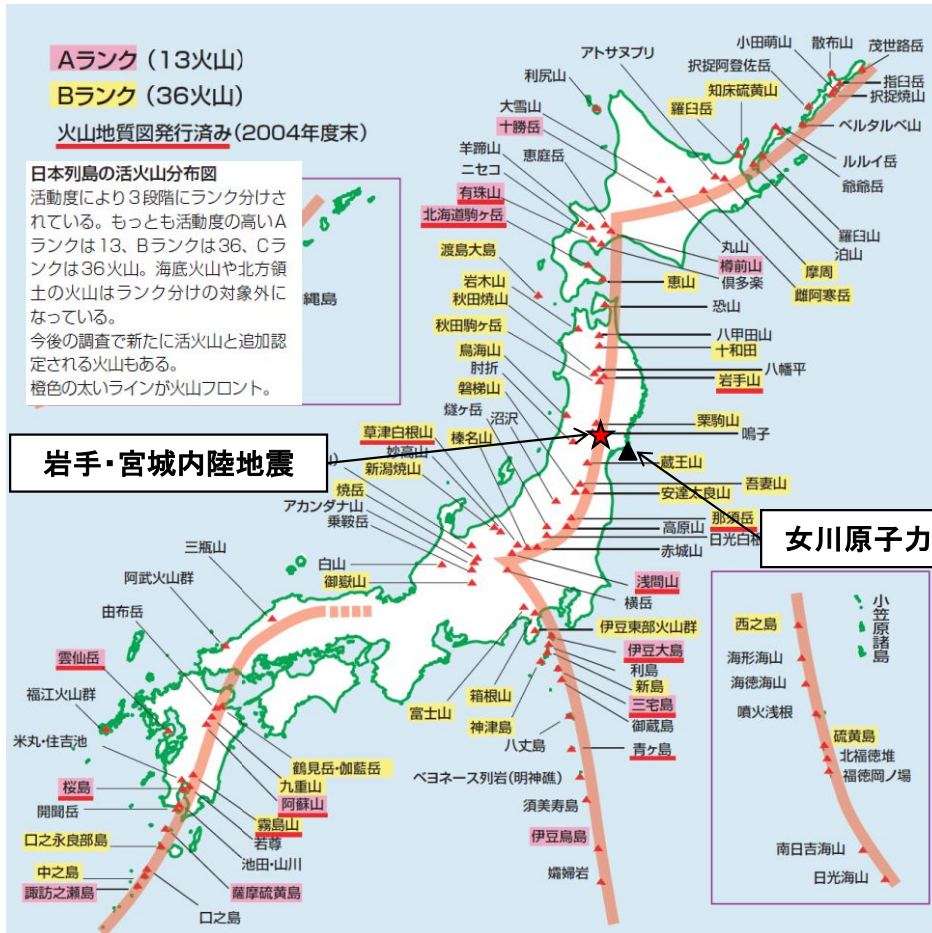 Aランク (13火山)
Bランク (36火山)
火山地質図発行済み(2004年度末)
日本列島の活火山分布図
活動度により3段階にランク分けさ
れている。もっとも活動度の高いA
ランクは13、Bランクは36、Cラ
ンクは36火山。海底火山や北方領
土の火山はランク分けの対象外に
なっている。
今後の調査で新たに活火山と追加認
定される火山もある。
橙色の太いラインが火山フロント。
縄島
アトサヌプリ
小田萌山
散布山
茂世路岳
択捉阿登佐岳
指臼岳
利尻山
知床硫黄山
択捉焼山
大雪山
羅臼岳
十勝岳
ベルタルベ山
羊蹄山
恵庭岳
ルルイ岳
ニセコ
爺爺岳
有珠山
北海道駒ヶ岳
羅臼山
泊山
丸山
樽前山
倶多楽
摩周
雌阿寒岳
渡島大島
恵山
岩木山
恐山
秋田焼山
八甲田山
秋田駒ヶ岳
十和田
鳥海山
八幡平
肘折
岩手山
磐梯山
燧ヶ岳
沼沢
栗駒山
草津白根山
榛名山
鳴子
妙高山
岩手・宮城内陸地震
新潟焼山
蔵王山
焼岳
吾妻山
安達太良山
アカンダナ山
那須岳
乗鞍岳
高原山
日光白根
女川原子力
赤城山
三瓶山
白山
浅間山
阿武火山群
御嶽山
横岳
由布岳
伊豆東部火山群
雲仙岳
伊豆大島
利島
福江火山群
箱根山
新島
富士山
三宅島
神津島
御蔵島
米丸・住吉池
八丈島
青ヶ島
鶴見岳・伽藍岳
ベヨネース列岩(明神礁)
桜島
九重山
阿蘇山
須美寿島
開聞岳
霧島山
若尊
伊豆鳥島
口之永良部島
池田・山川
中之島
孀婦岩
諏訪之瀬島
薩摩硫黄島
口之島
小笠原諸島
西之島
海形海山
海徳海山
噴火浅根
硫黄島
北福徳堆
福徳岡ノ場
南日吉海山
日光海山